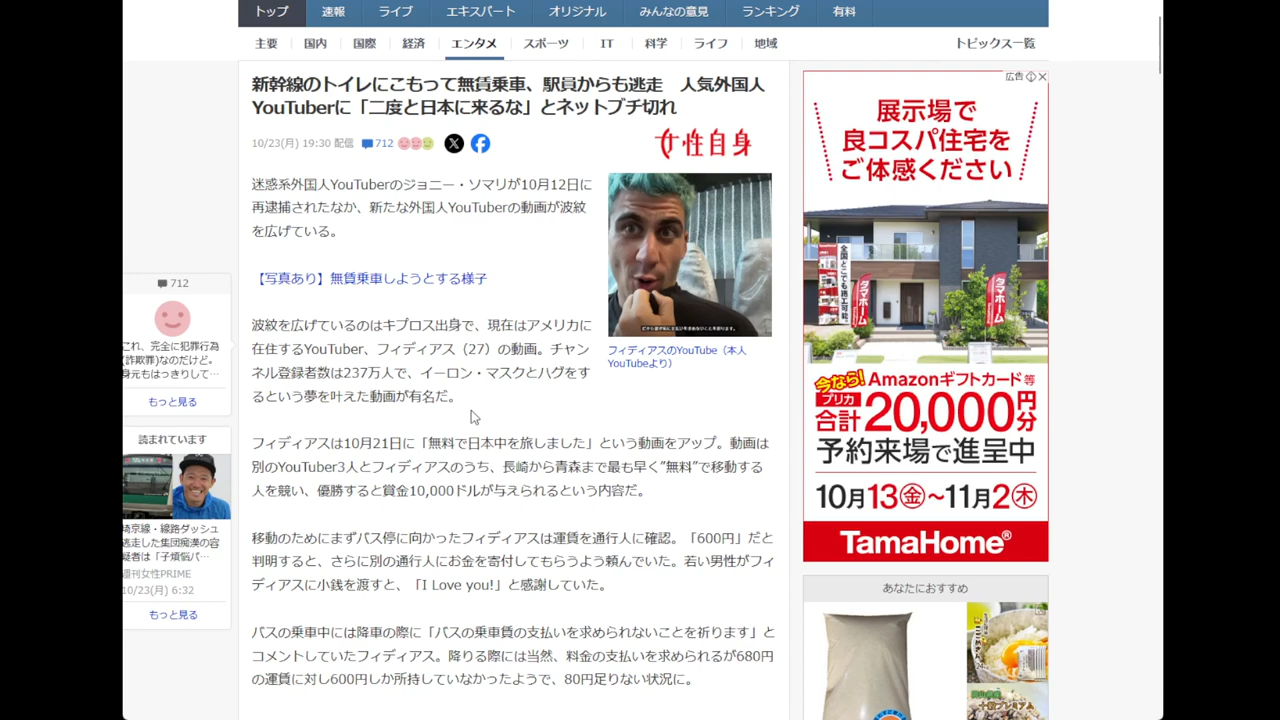 トップ 速報 ライブ エキスパート オリジナル みんなの意見 ランキング 有料
主要 国内 国際 経済 エンタメ スポーツ IT 科学 ライフ 地域 トピックス一覧
新幹線のトイレにこもって無賃乗車、駅員からも逃走 人気外国人
YouTuberに「二度と日本に来るな」とネットブチ切れ
10/23(月) 19:30 配信 712
女性自身
迷惑系外国人YouTuberのジョニー・ソマリが10月12日に
再逮捕されたなか、新たな外国人YouTuberの動画が波紋
を広げている。
【写真あり】無賃乗車しようとする様子
波紋を広げているのはキプロス出身で、現在はアメリカに
在住するYouTuber、フィディアス（27）の動画。チャン
ネル登録者数は237万人で、イーロン・マスクとハグをす
るという夢を叶えた動画が有名だ。
フィディアスのYouTube（本人
YouTubeより）
フィディアスは10月21日に「無料で日本中を旅しました」という動画をアップ。動画は
別のYouTuber3人とフィディアスのうち、長崎から青森まで最も早く”無料”で移動する
人を競い、優勝すると賞金10,000ドルが与えられるという内容だ。
移動のためにまずバス停に向かったフィディアスは運賃を通行人に確認。「600円」だと
判明すると、さらに別の通行人にお金を寄付してもらうよう頼んでいた。若い男性がフィ
ディアスに小銭を渡すと、「I Love you!」と感謝していた。
バスの乗車中には降車の際に「バスの乗車賃の支払いを求められないことを祈ります」と
コメントしていたフィディアス。降りる際には当然、料金の支払いを求められるが680円
の運賃に対し600円しか所持していなかったようで、80円足りない状況に。
712
これ、完全に犯罪行為
(詐欺罪)なのだけど。
身元もはっきりして…
もっと見る
読まれています
埼京線・線路ダッシュ
逃走した集団痴漢の容
疑者は「子煩悩パ…
週刊女性PRIME
10/23(月) 6:32
もっと見る
広告
展示場で
良コスパ住宅を
ご体感ください
全国どこでも施工可能。
タマホーム
タマホーム
今なら! Amazonギフトカード 等
プリカ
合計 20,000円分
予約来場で進呈中
10月13金～11月2木
TamaHome®
あなたにおすすめ